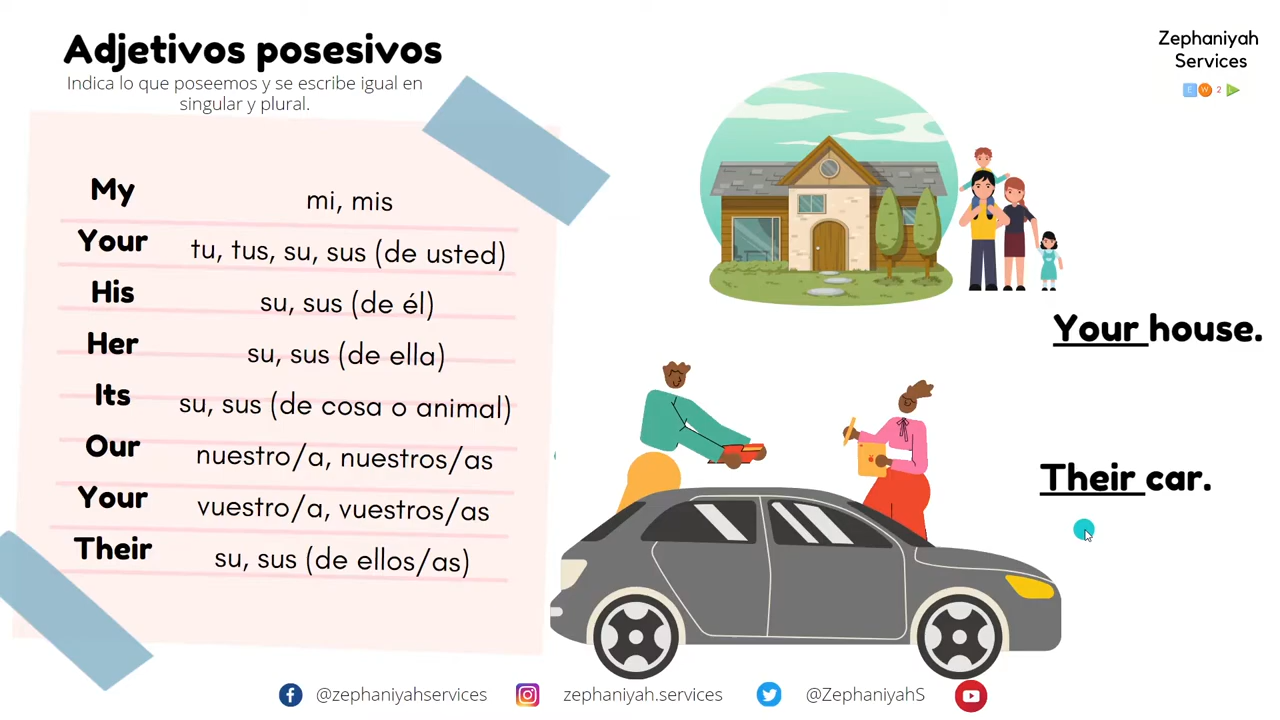 Adjetivos posesivos
Indica lo que poseemos y se escribe igual en
singular y plural.
Zephaniyah
Services
E W 2
My mi, mis
Your tu, tus, su, sus (de usted)
His su, sus (de él)
Her su, sus (de ella)
Its su, sus (de cosa o animal)
Our nuestro/a, nuestros/as
Your vuestro/a, vuestros/as
Their su, sus (de ellos/as)
Your house.
Their car.
@zephaniyahservices zephaniyah.services @ZephaniyahS